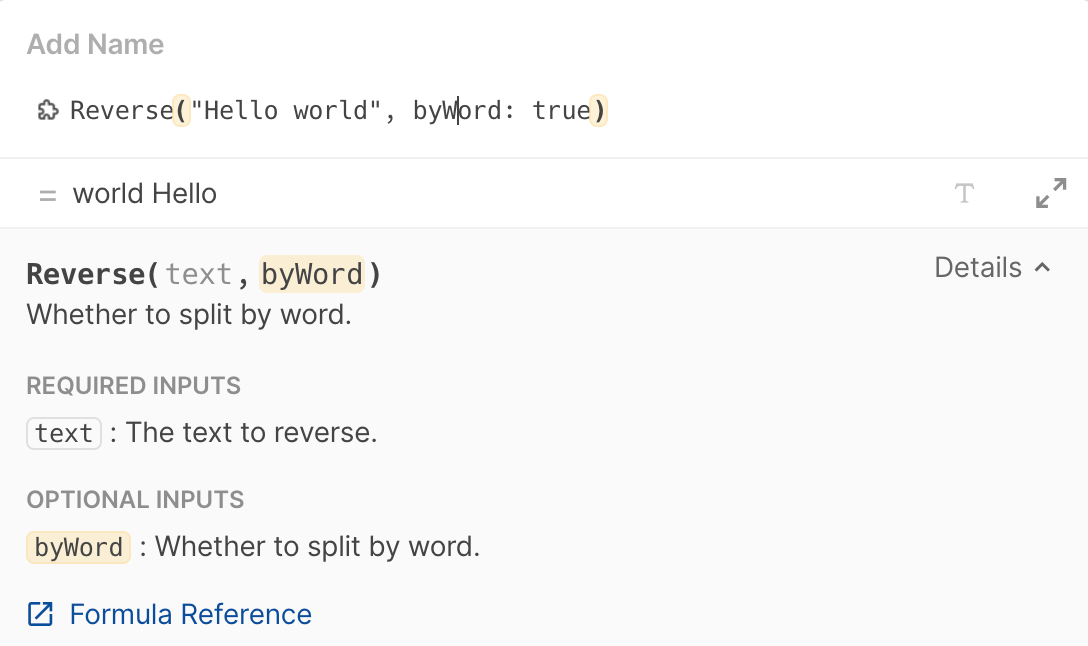 Add Name
Reverse("Hello world", byWord: true)
= world Hello
T
Reverse(text, byWord)
Details
Whether to split by word.
REQUIRED INPUTS
text : The text to reverse.
OPTIONAL INPUTS
byWord : Whether to split by word.
Formula Reference